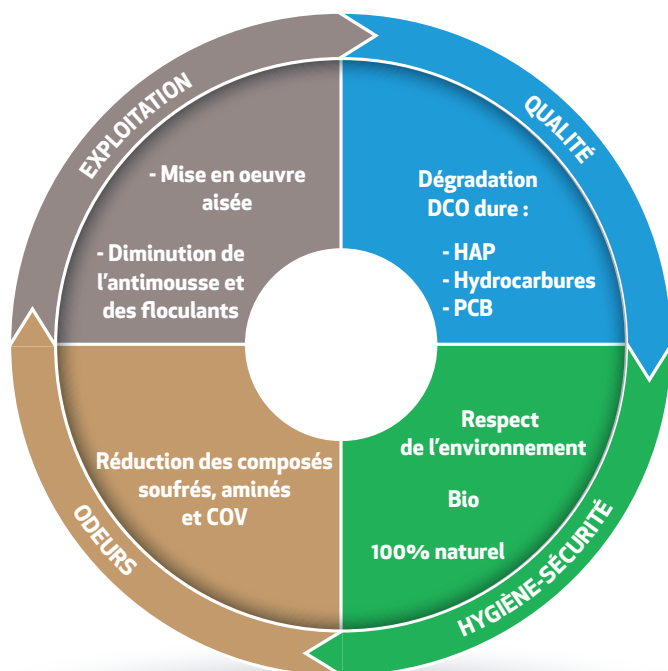 EXPLOITATION
- Mise en oeuvre
aisée
- Diminution de
l'antimousse et
des floculants
QUALITÉ
Dégradation
DCO dure :
- HAP
- Hydrocarbures
- PCB
ODEURS
Réduction des composés
soufrés, aminés
et COV
HYGIÈNE-SÉCURITÉ
Respect
de l'environnement
Bio
100% naturel